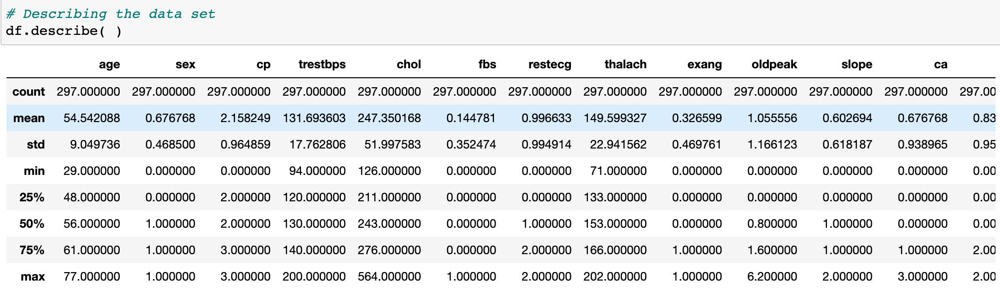 # Describing the data set
df.describe( )
age sex cp trestbps chol fbs restecg thalach exang oldpeak slope ca
count 297.000000 297.000000 297.000000 297.000000 297.000000 297.000000 297.000000 297.000000 297.000000 297.000000 297.000000 297.000000 297.00
mean 54.542088 0.676768 2.158249 131.693603 247.350168 0.144781 0.996633 149.599327 0.326599 1.055556 0.602694 0.676768 0.83
std 9.049736 0.468500 0.964859 17.762806 51.997583 0.352474 0.994914 22.941562 0.469761 1.166123 0.618187 0.938965 0.95
min 29.000000 0.000000 0.000000 94.000000 126.000000 0.000000 0.000000 71.000000 0.000000 0.000000 0.000000 0.000000 0.00
25% 48.000000 0.000000 2.000000 120.000000 211.000000 0.000000 0.000000 133.000000 0.000000 0.000000 0.000000 0.000000 0.00
50% 56.000000 1.000000 2.000000 130.000000 243.000000 0.000000 1.000000 153.000000 0.000000 0.800000 1.000000 0.000000 0.00
75% 61.000000 1.000000 3.000000 140.000000 276.000000 0.000000 2.000000 166.000000 1.000000 1.600000 1.000000 1.000000 2.00
max 77.000000 1.000000 3.000000 200.000000 564.000000 1.000000 2.000000 202.000000 1.000000 6.200000 2.000000 3.000000 2.00